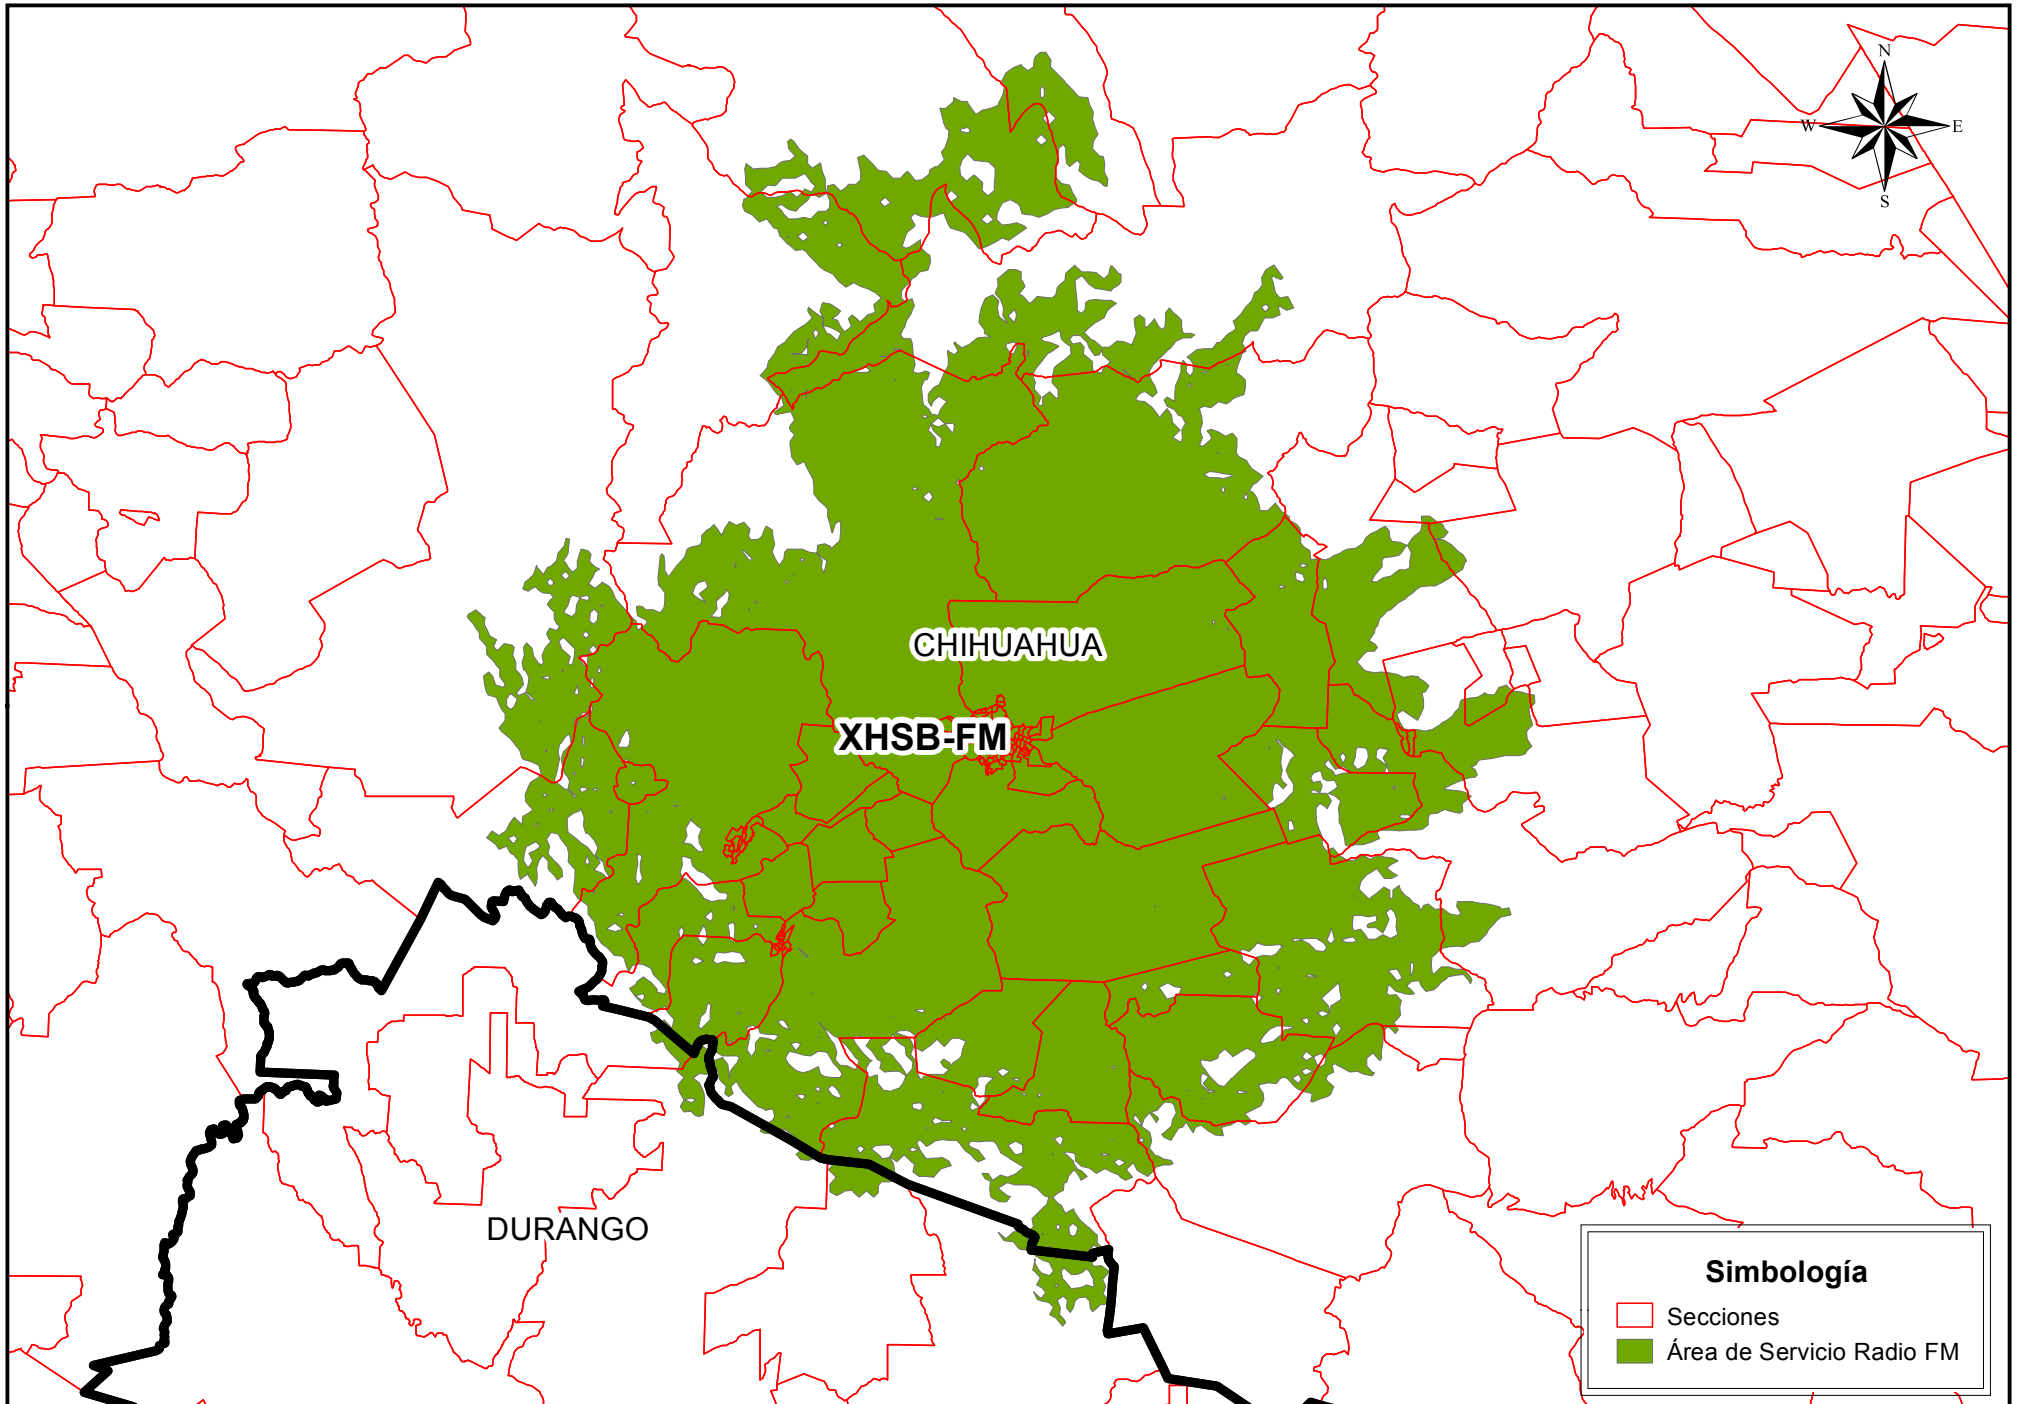 N
W E
S
CHIHUAHUA
XHSB-FM
DURANGO
Simbología
Secciones
Área de Servicio Radio FM